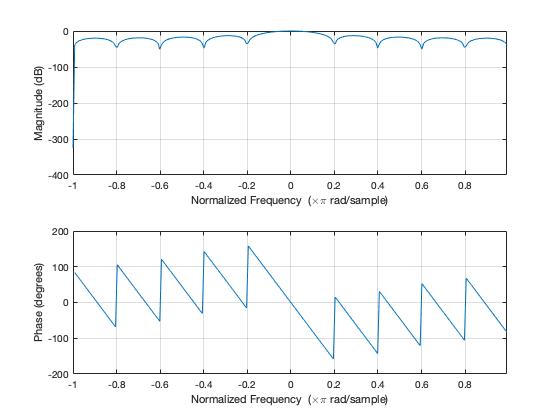 0
-100
-200
-300
-400
Magnitude (dB)
-1 -0.8 -0.6 -0.4 -0.2 0 0.2 0.4 0.6 0.8
Normalized Frequency (×π rad/sample)
200
100
0
-100
-200
Phase (degrees)
-1 -0.8 -0.6 -0.4 -0.2 0 0.2 0.4 0.6 0.8
Normalized Frequency (×π rad/sample)